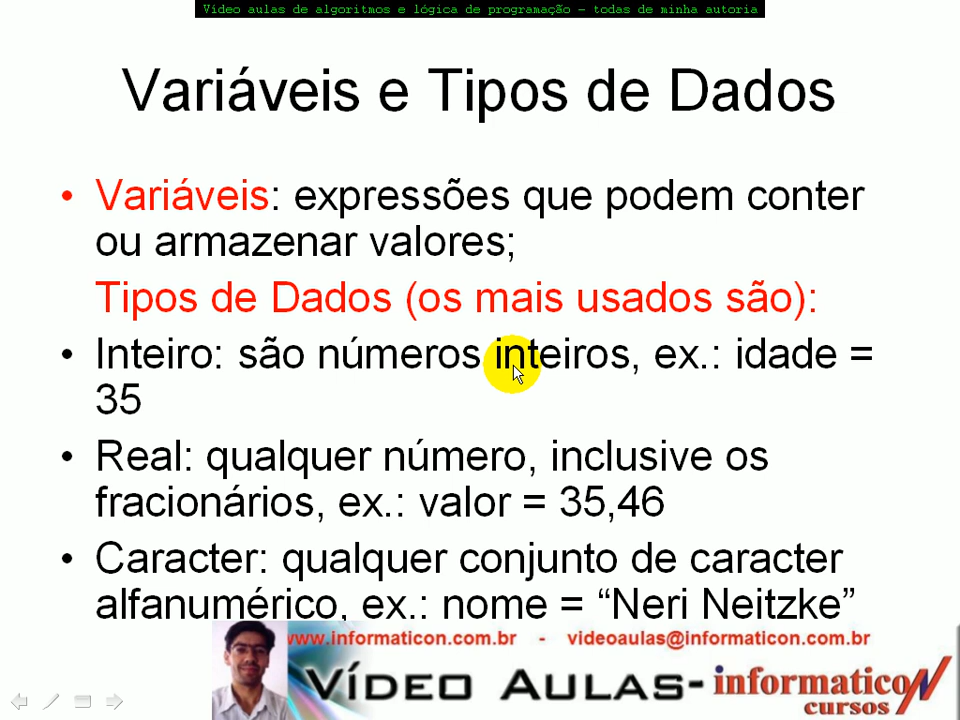 Vídeo aulas de algoritmos e lógica de programação - todas de minha autoria
Variáveis e Tipos de Dados
• Variáveis: expressões que podem conter
ou armazenar valores;
Tipos de Dados (os mais usados são):
• Inteiro: são números inteiros, ex.: idade =
35
• Real: qualquer número, inclusive os
fracionários, ex.: valor = 35,46
• Caracter: qualquer conjunto de caracter
alfanumérico, ex.: nome = “Neri Neitzke”
www.informaticon.com.br - videoaulas@informaticon.com.br
VÍDEO AULAS- informaticon
cursos